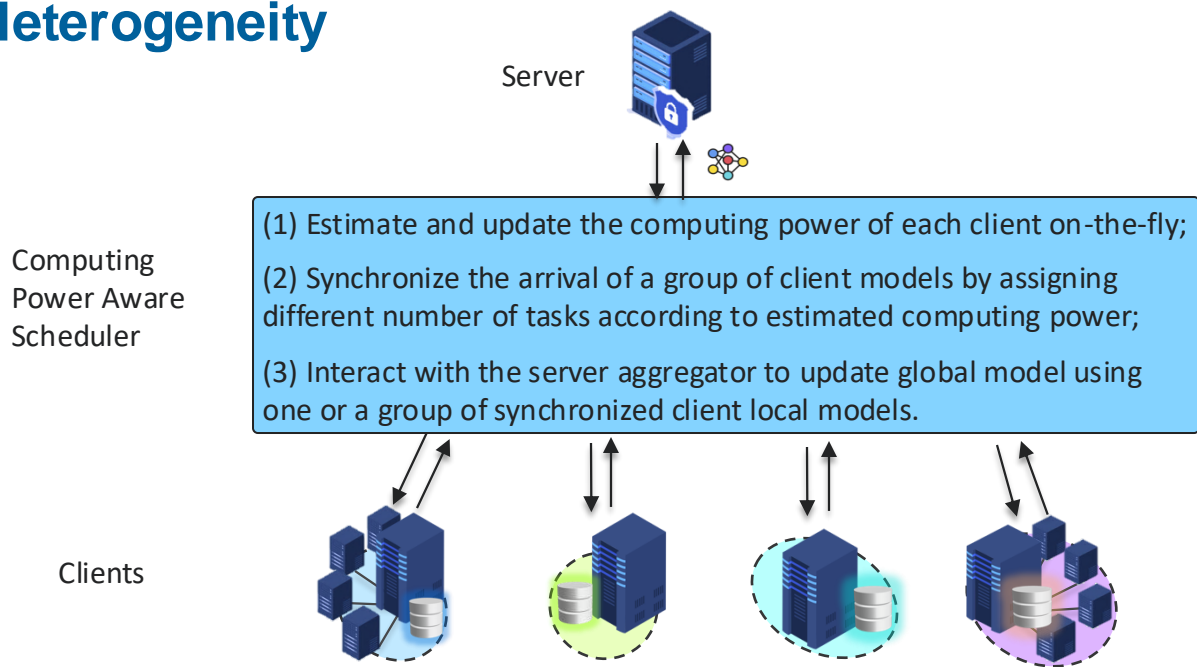 Heterogeneity
Server
(1) Estimate and update the computing power of each client on-the-fly;
(2) Synchronize the arrival of a group of client models by assigning
different number of tasks according to estimated computing power;
(3) Interact with the server aggregator to update global model using
one or a group of synchronized client local models.
Computing
Power Aware
Scheduler
Clients